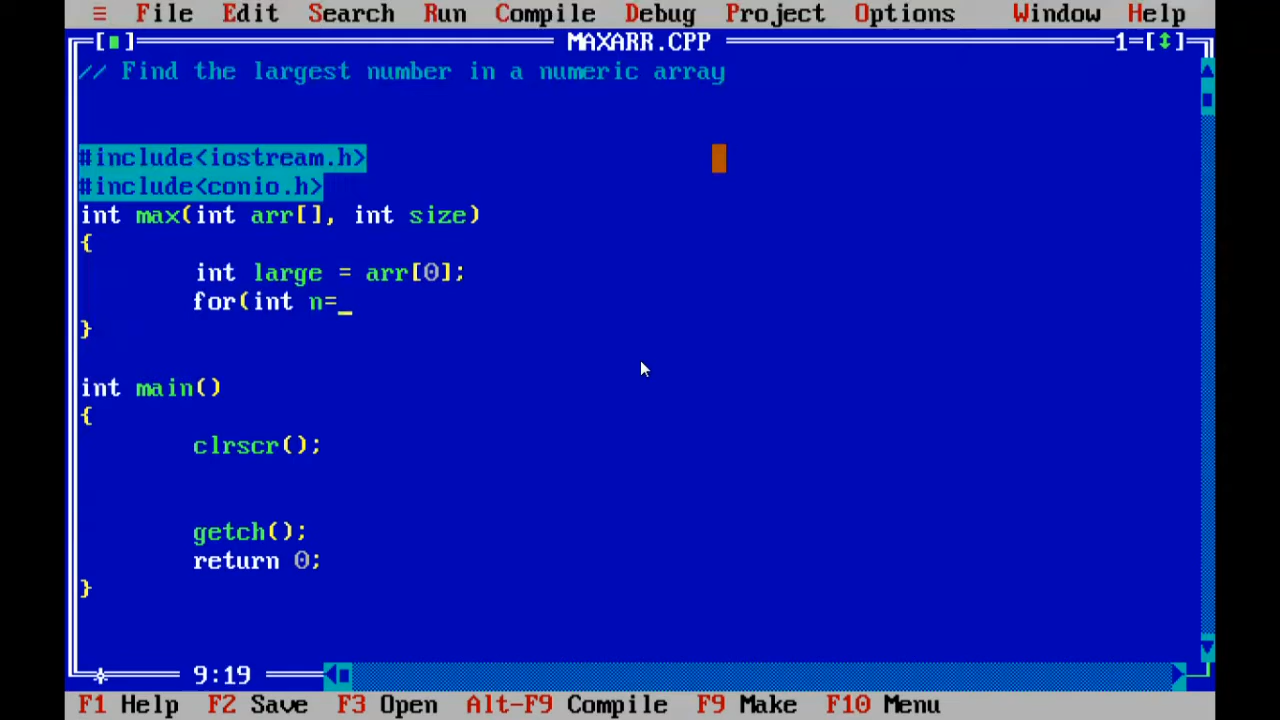 ≡ File Edit Search Run Compile Debug Project Options Window Help
[■] MAXARR.CPP 1=[↕]
// Find the largest number in a numeric array
#include<iostream.h>
#include<conio.h>
int max(int arr[], int size)
{
int large = arr[0];
for(int n=_
}
int main()
{
clrscr();
getch();
return 0;
}
9:19
F1 Help F2 Save F3 Open Alt-F9 Compile F9 Make F10 Menu